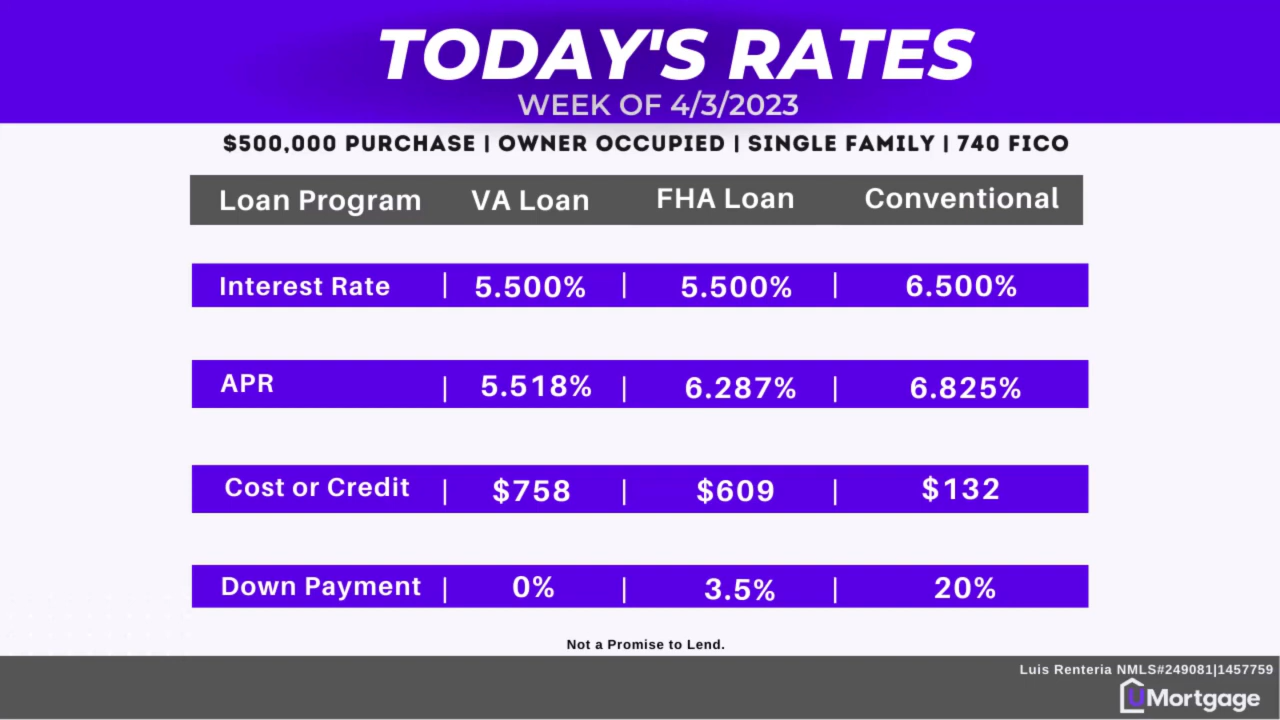 TODAY'S RATES
WEEK OF 4/3/2023
$500,000 PURCHASE | OWNER OCCUPIED | SINGLE FAMILY | 740 FICO
Loan Program VA Loan FHA Loan Conventional
Interest Rate | 5.500% | 5.500% | 6.500%
APR | 5.518% | 6.287% | 6.825%
Cost or Credit | $758 | $609 | $132
Down Payment | 0% | 3.5% | 20%
Not a Promise to Lend.
Luis Renteria NMLS#249081|1457759
UMortgage